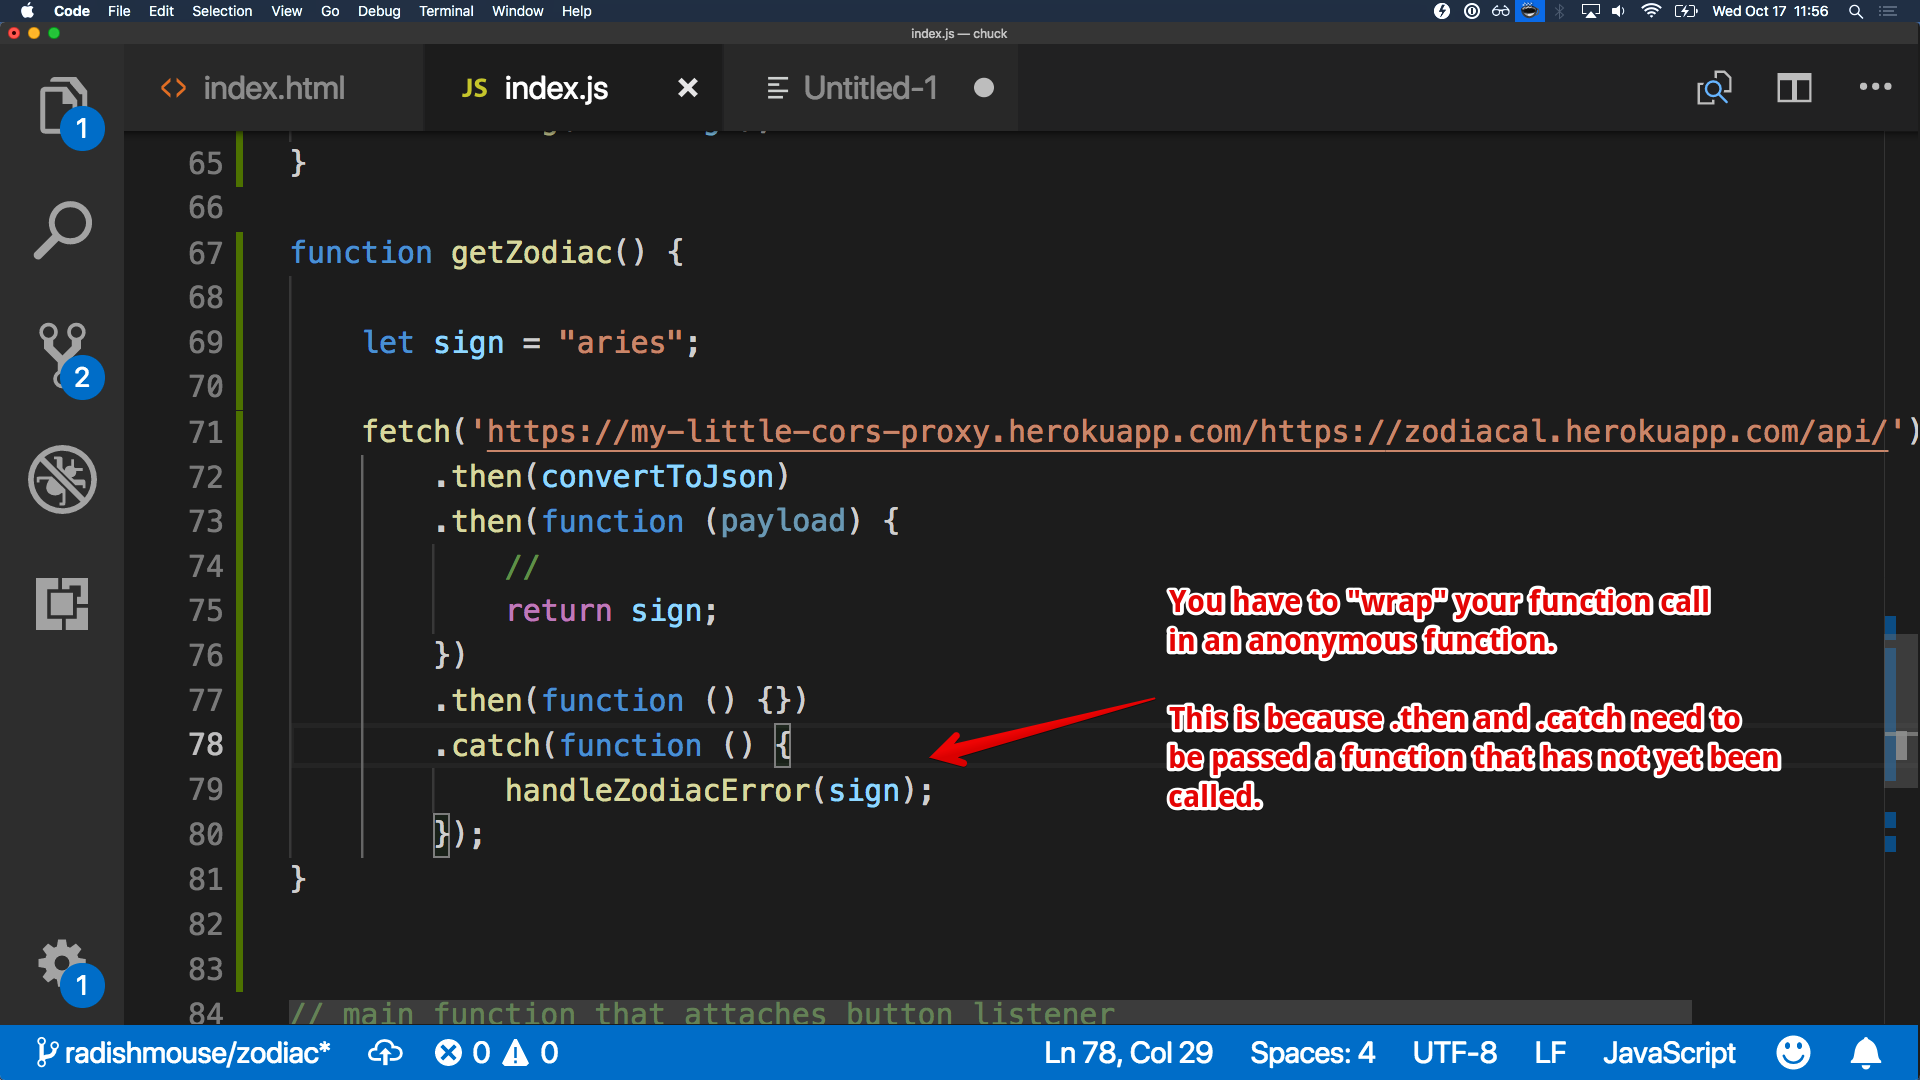 Code File Edit Selection View Go Debug Terminal Window Help Wed Oct 17 11:56
index.js — chuck
index.html JS index.js Untitled-1
1
65 }
66
67 function getZodiac() {
68
69 let sign = "aries";
70
71 fetch('https://my-little-cors-proxy.herokuapp.com/https://zodiacal.herokuapp.com/api/')
72 .then(convertToJson)
73 .then(function (payload) {
74 //
75 return sign;
76 })
77 .then(function () {})
78 .catch(function () {
79 handleZodiacError(sign);
80 });
81 }
82
83
84 // main function that attaches button listener
2
1
You have to "wrap" your function call
in an anonymous function.
This is because .then and .catch need to
be passed a function that has not yet been
called.
radishmouse/zodiac* 0 0 Ln 78, Col 29 Spaces: 4 UTF-8 LF JavaScript